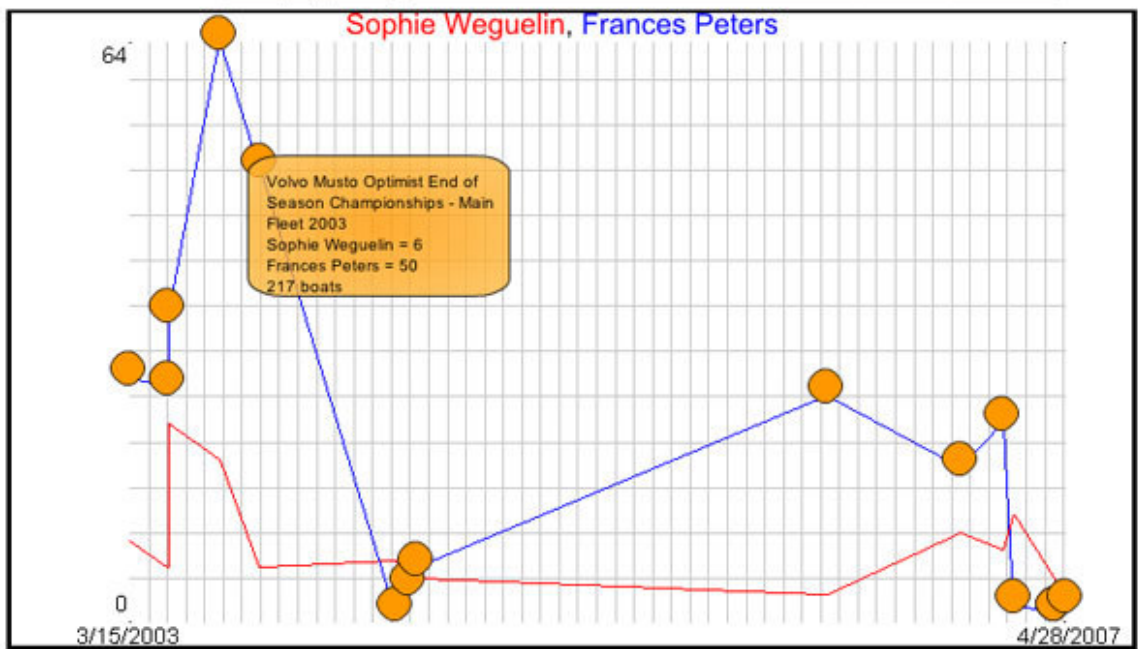 Sophie Weguelin, Frances Peters
64
Volvo Musto Optimist End of
Season Championships - Main
Fleet 2003
Sophie Weguelin = 6
Frances Peters = 50
217 boats
0
3/15/2003
4/28/2007